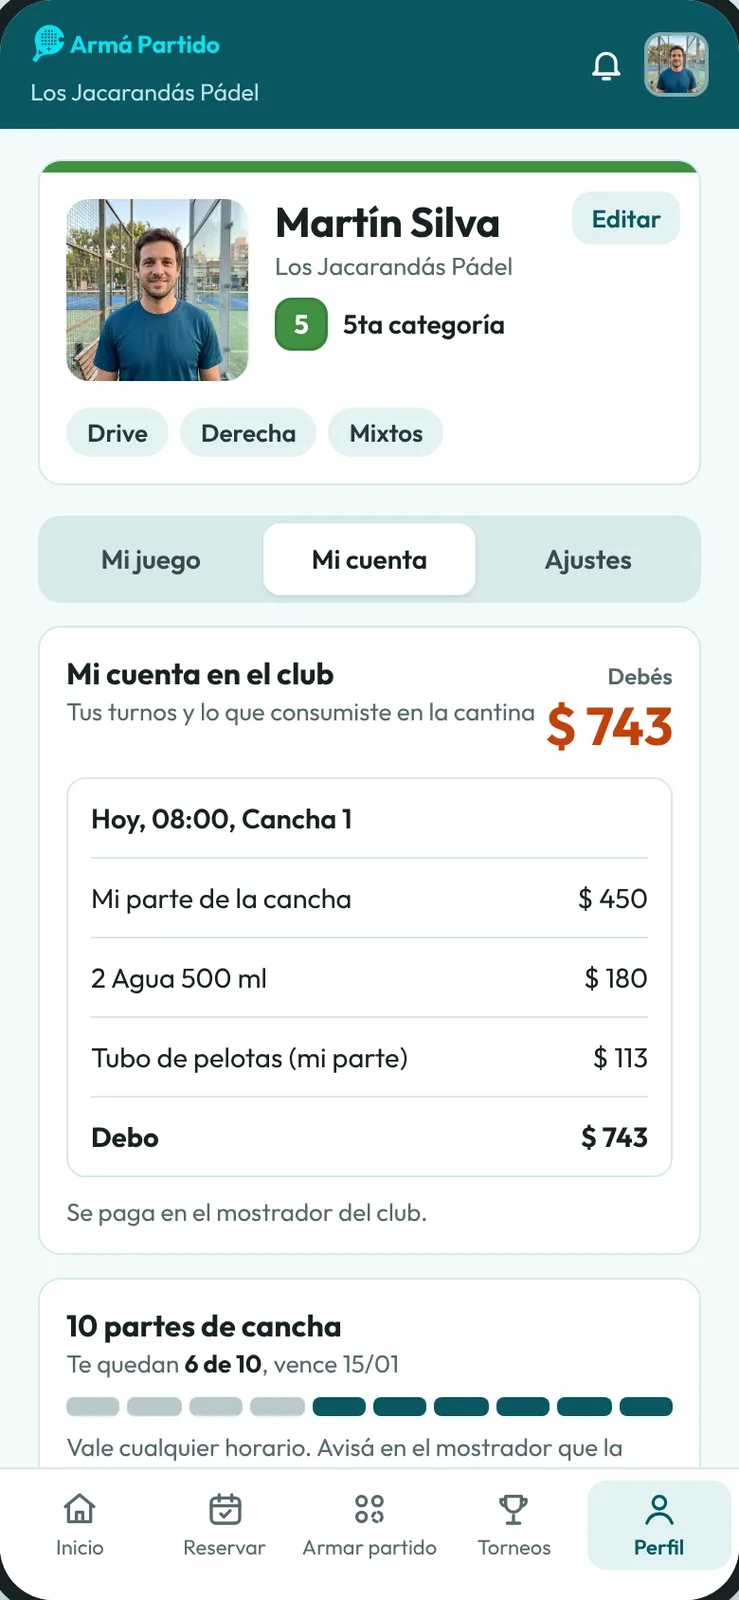 Armá Partido
Los Jacarandás Pádel
Martín Silva
Editar
Los Jacarandás Pádel
5 5ta categoría
Drive Derecha Mixtos
Mi juego Mi cuenta Ajustes
Mi cuenta en el club
Debés
Tus turnos y lo que consumiste en la cantina
$ 743
Hoy, 08:00, Cancha 1
Mi parte de la cancha $ 450
2 Agua 500 ml $ 180
Tubo de pelotas (mi parte) $ 113
Debo $ 743
Se paga en el mostrador del club.
10 partes de cancha
Te quedan 6 de 10, vence 15/01
Vale cualquier horario. Avisá en el mostrador que la
Inicio Reservar Armar partido Torneos Perfil